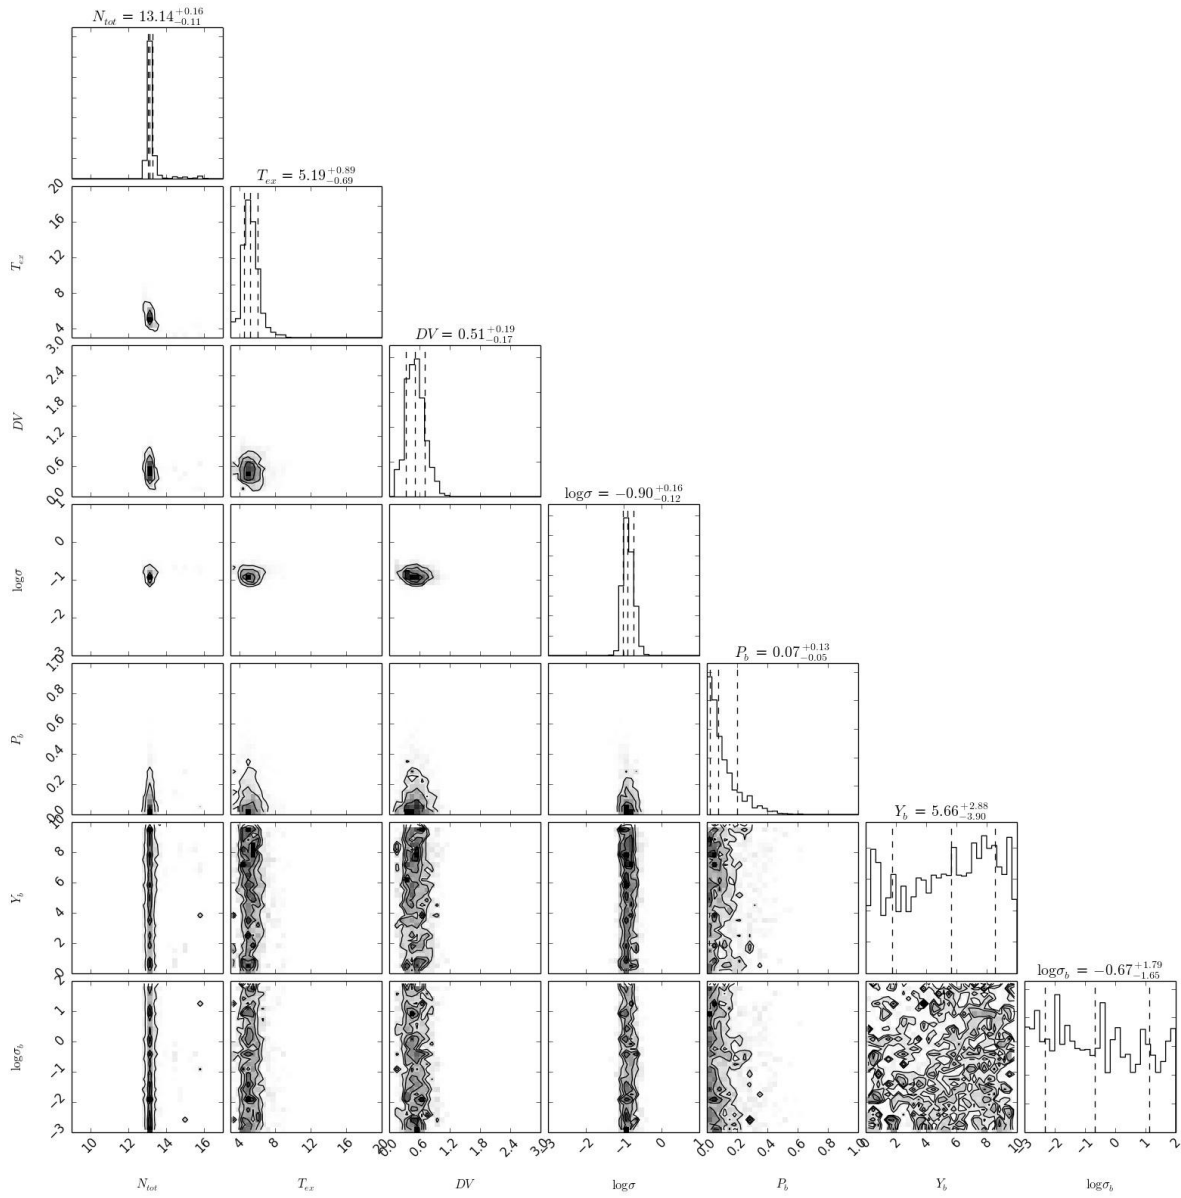 N_tot = 13.14 +0.16 −0.11
T_ex = 5.19 +0.89 −0.69
20
16
12
8
4
T_ex
DV = 0.51 +0.19 −0.17
3.0
2.4
1.8
1.2
0.6
0.0
DV
logσ = −0.90 +0.16 −0.12
1
0
−1
−2
−3
logσ
P_b = 0.07 +0.13 −0.05
1.0
0.8
0.6
0.4
0.2
0.0
P_b
Y_b = 5.66 +2.88 −3.90
10
8
6
4
2
0
Y_b
logσ_b = −0.67 +1.79 −1.65
2
1
0
−1
−2
−3
logσ_b
10 12 14 16
4 8 12 16 20
0.0 0.6 1.2 1.8 2.4 3.0
−3 −2 −1 0 1
0.0 0.2 0.4 0.6 0.8 1.0
0 2 4 6 8 10
−3 −2 −1 0 1 2
N_tot T_ex DV logσ P_b Y_b logσ_b